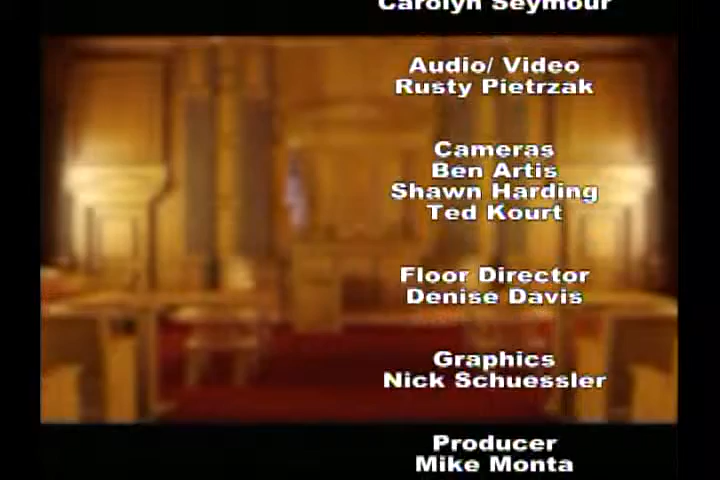 Carolyn Seymour
Audio/ Video
Rusty Pietrzak
Cameras
Ben Artis
Shawn Harding
Ted Kourt
Floor Director
Denise Davis
Graphics
Nick Schuessler
Producer
Mike Monta